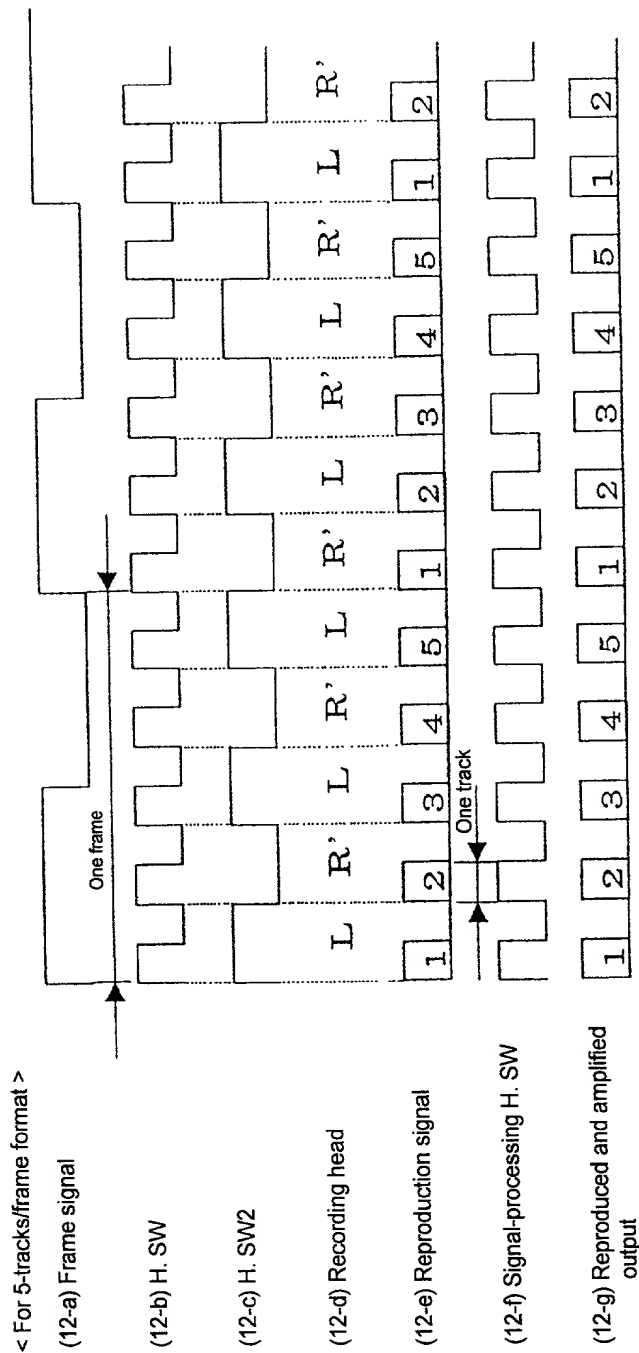 < For 5-tracks/frame format >
(12-a) Frame signal
One frame
(12-b) H. SW
(12-c) H. SW2
(12-d) Recording head
L R' L R' L R' L R' L R' L R'
(12-e) Reproduction signal
1 2 3 4 5 1 2 3 4 5 1 2
One track
(12-f) Signal-processing H. SW
(12-g) Reproduced and amplified
output
1 2 3 4 5 1 2 3 4 5 1 2